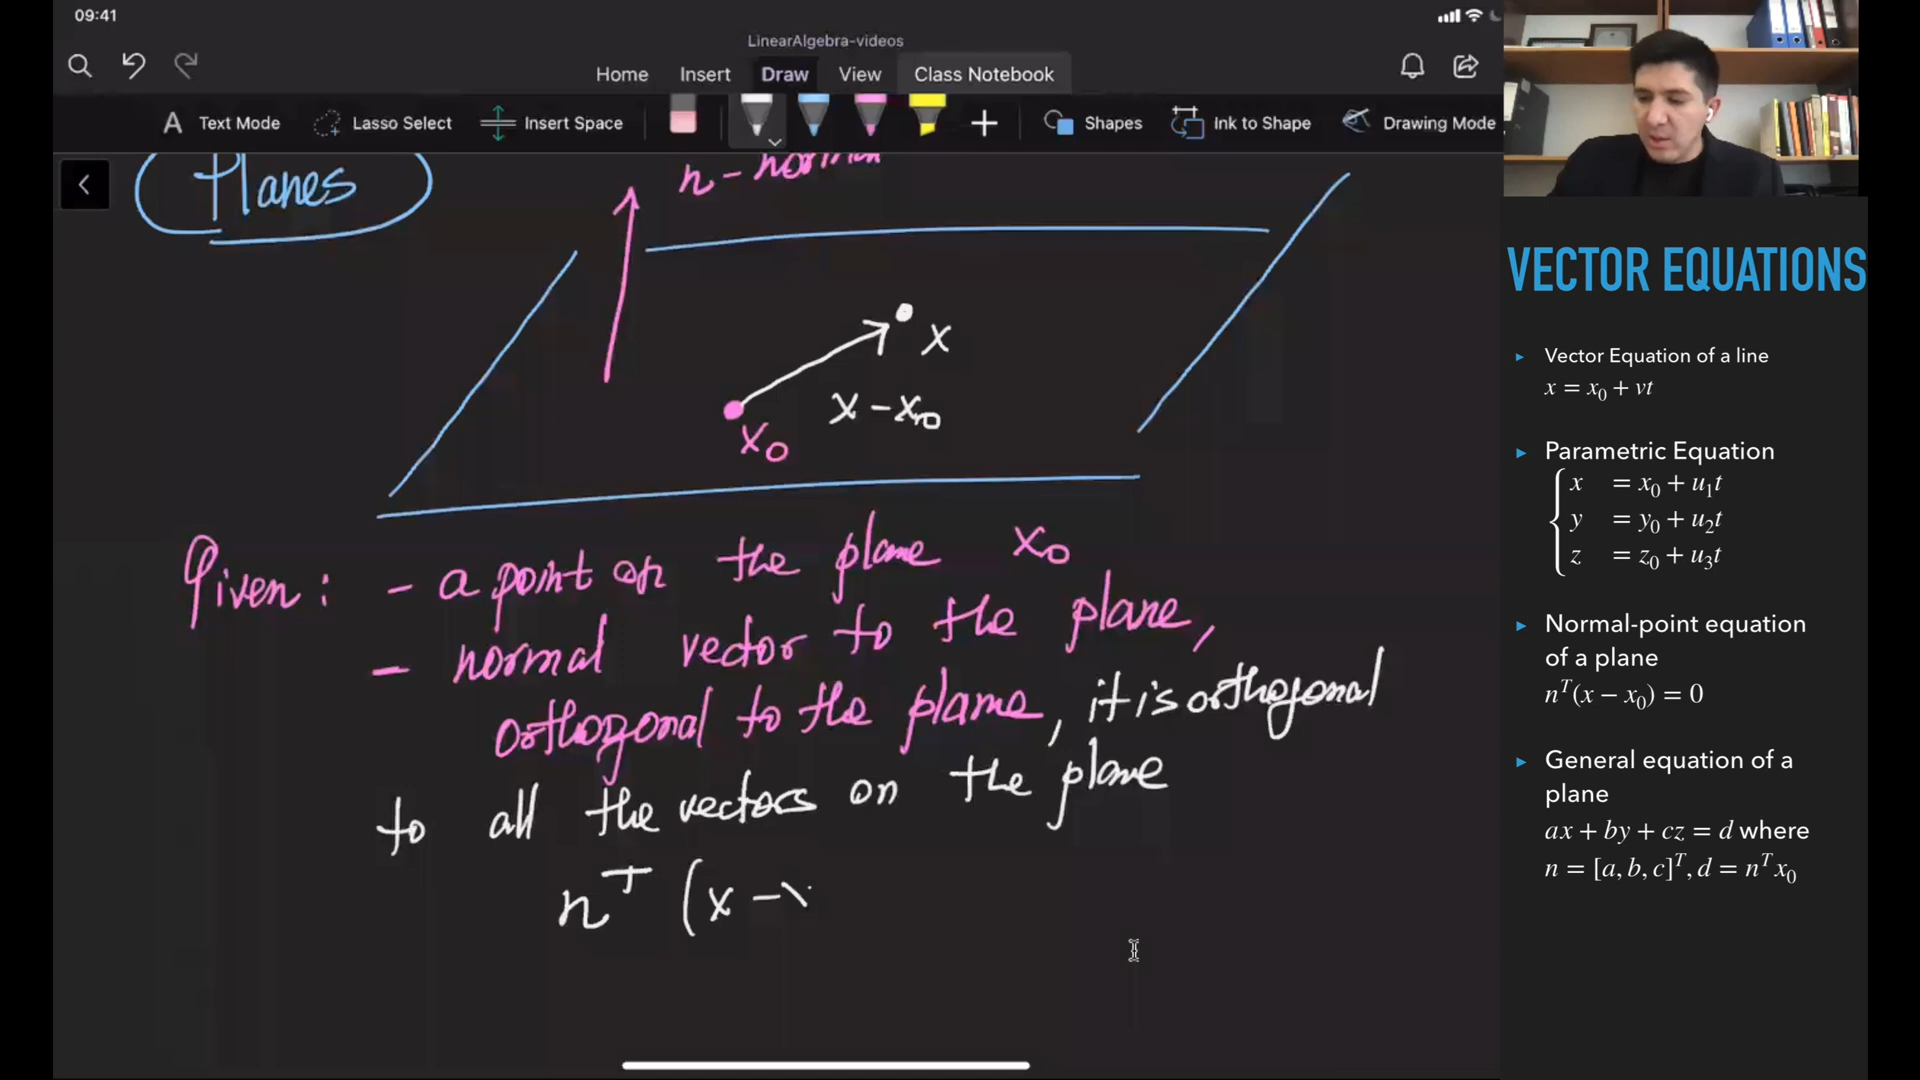 09:41
LinearAlgebra-videos
Home Insert Draw View Class Notebook
Text Mode Lasso Select Insert Space Shapes Ink to Shape Drawing Mode
Planes
n - normal
x
x - x₀
x₀
Given: - a point on the plane x₀
- normal vector to the plane,
orthogonal to the plane, it is orthogonal
to all the vectors on the plane
nᵀ (x -
VECTOR EQUATIONS
▸ Vector Equation of a line
x = x₀ + vt
▸ Parametric Equation
x = x₀ + u₁t
y = y₀ + u₂t
z = z₀ + u₃t
▸ Normal-point equation
of a plane
nᵀ(x − x₀) = 0
▸ General equation of a
plane
ax + by + cz = d where
n = [a, b, c]ᵀ, d = nᵀx₀